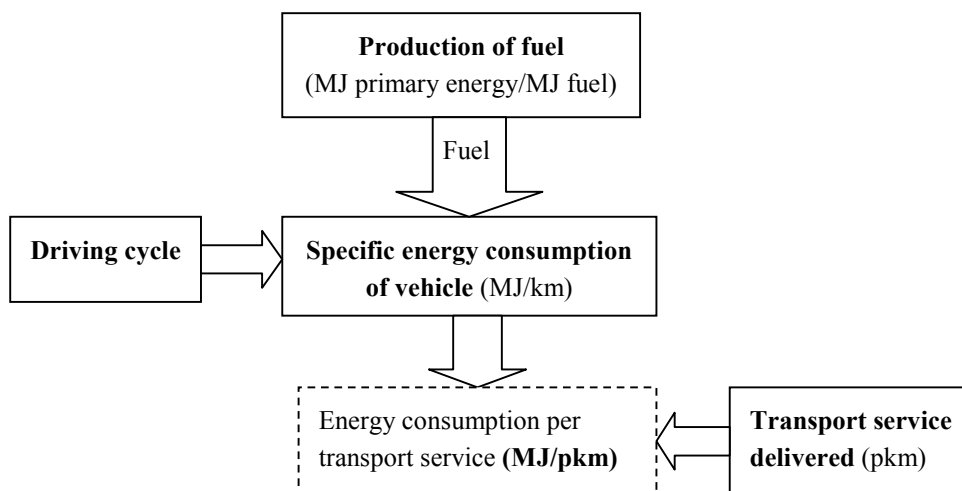 Production of fuel
(MJ primary energy/MJ fuel)
Fuel
Driving cycle
Specific energy consumption
of vehicle (MJ/km)
Energy consumption per
transport service (MJ/pkm)
Transport service
delivered (pkm)